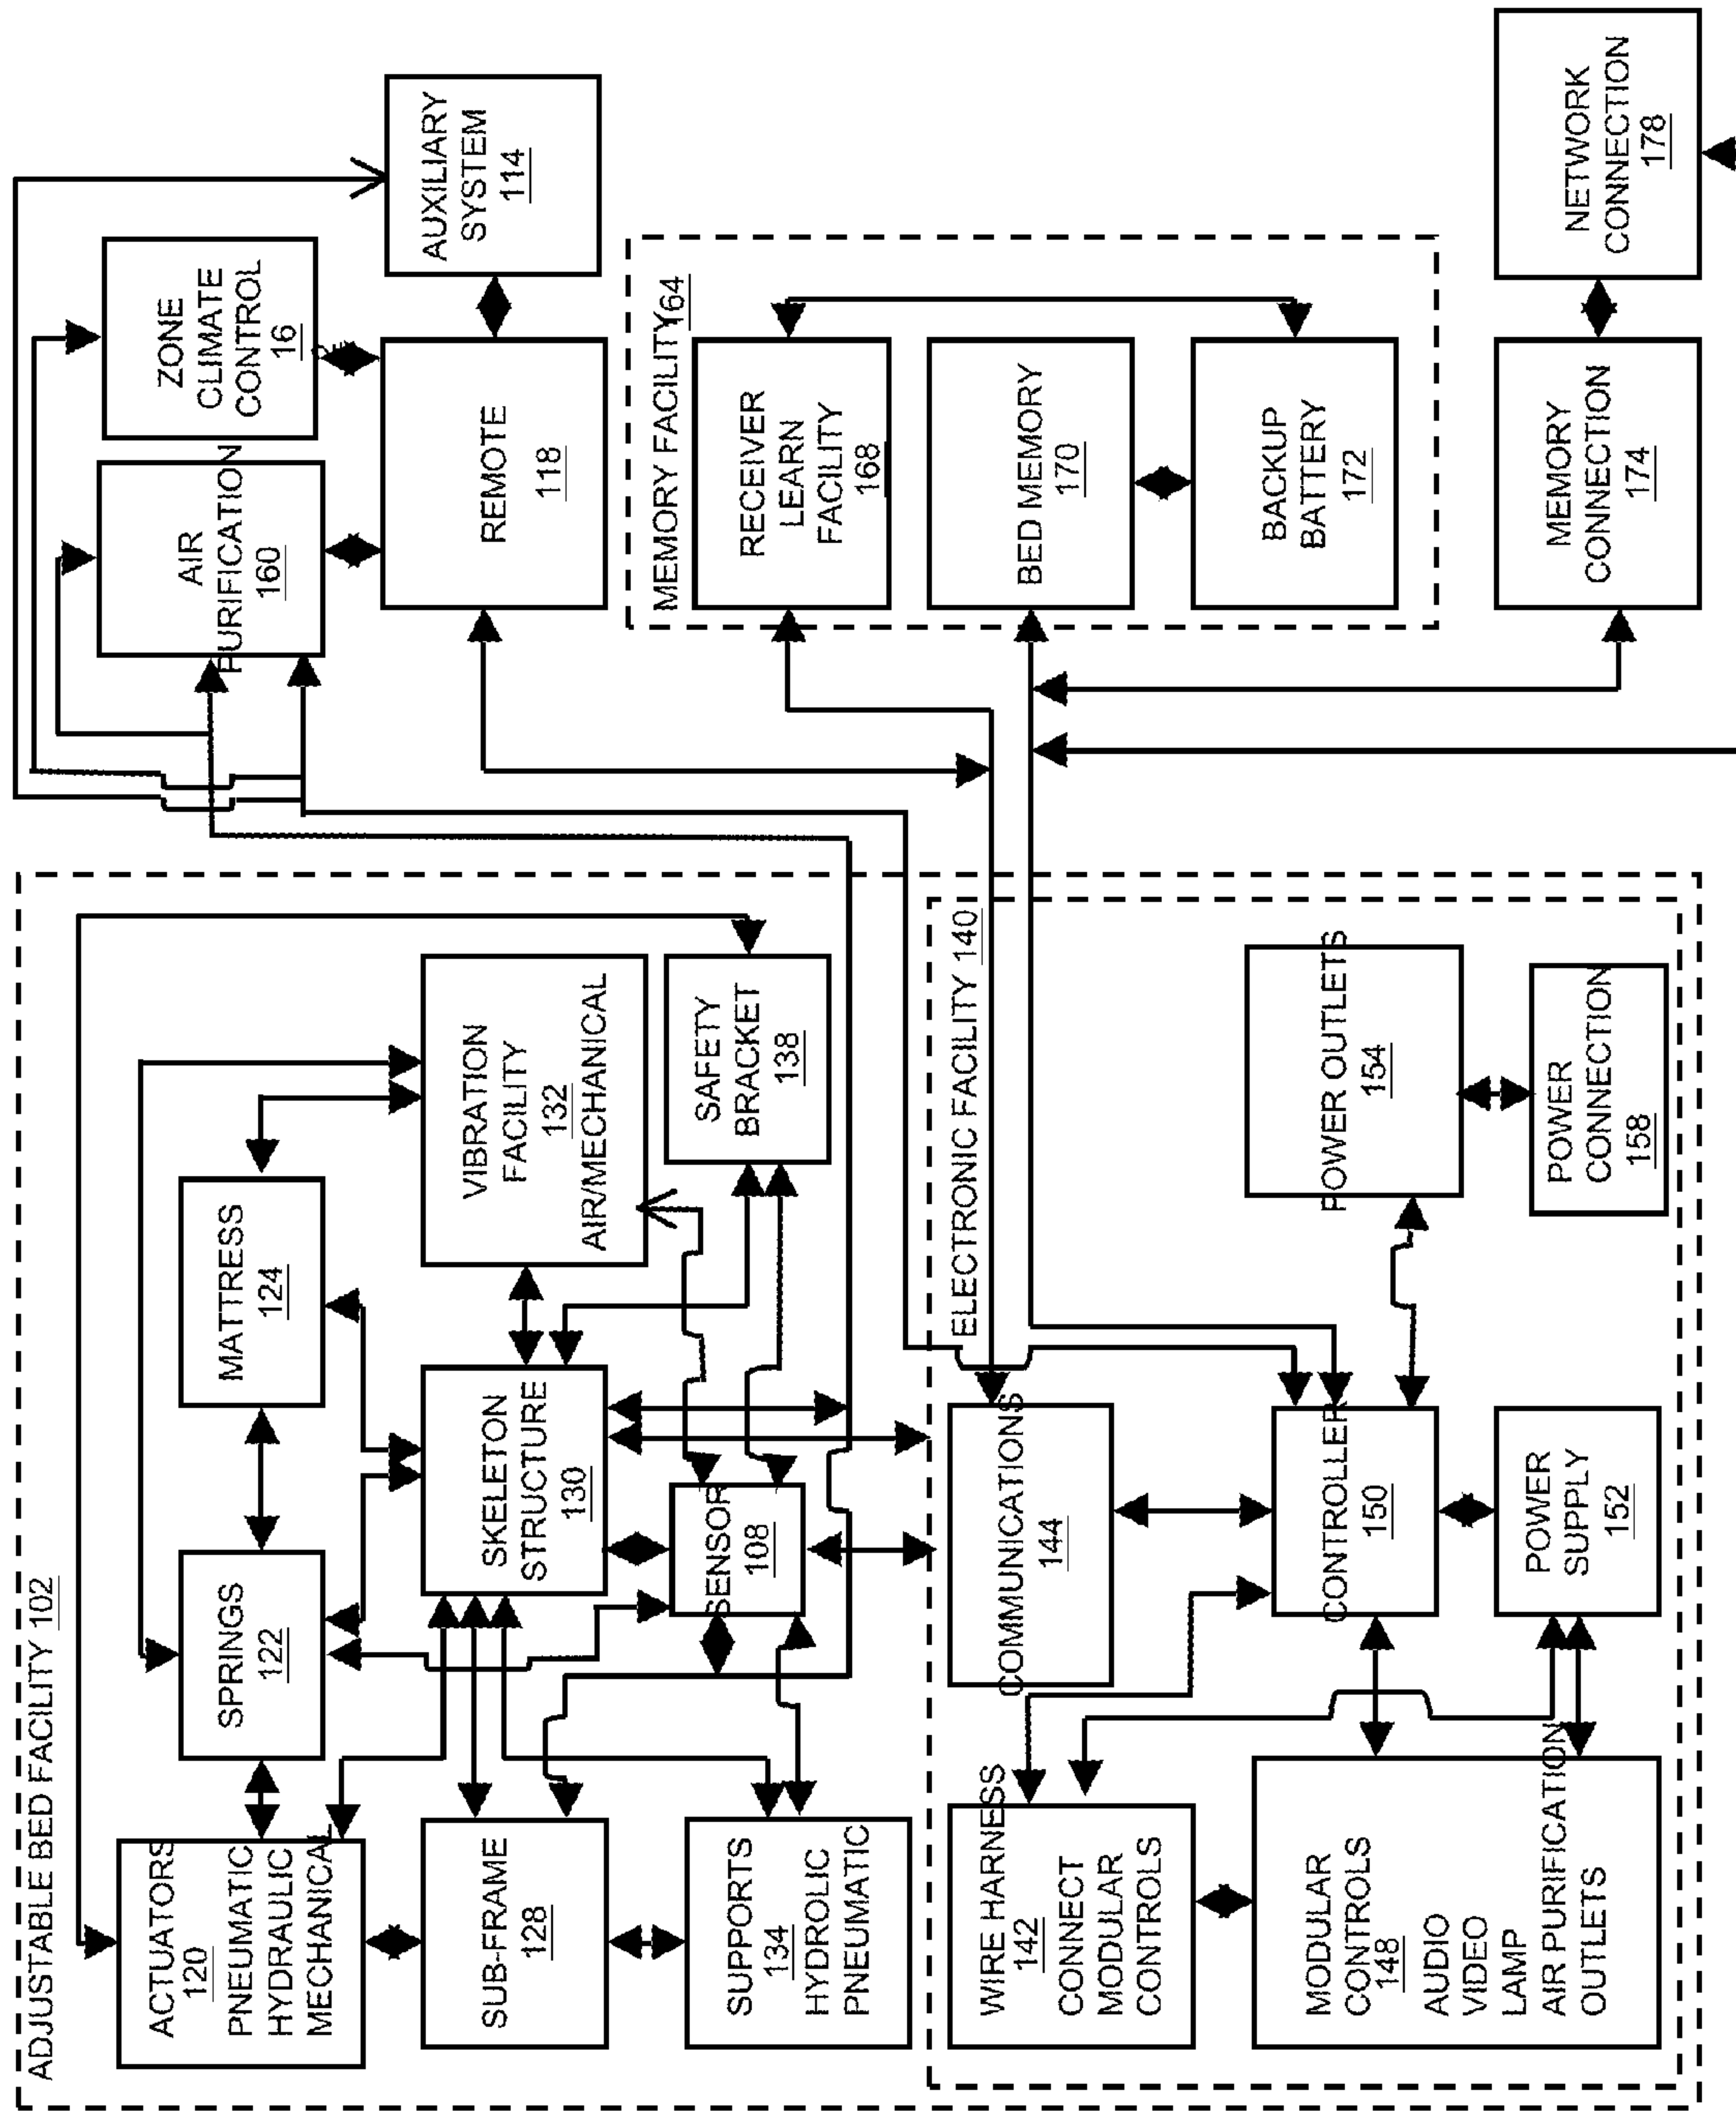 ADJUSTABLE BED FACILITY 102
ACTUATORS
120
PNEUMATIC
HYDRAULIC
MECHANICAL
SPRINGS
122
MATTRESS
124
SUB-FRAME
128
SKELETON
STRUCTURE
130
VIBRATION
FACILITY
132
AIR/MECHANICAL
SUPPORTS
134
HYDROLIC
PNEUMATIC
SENSOR
108
SAFETY
BRACKET
138
ELECTRONIC FACILITY 140
WIRE HARNESS
142
CONNECT
MODULAR
CONTROLS
COMMUNICATIONS
144
MODULAR
CONTROLS
148
AUDIO
VIDEO
LAMP
AIR PURIFICATION
OUTLETS
CONTROLLER
150
POWER
SUPPLY
152
POWER OUTLETS
154
POWER
CONNECTION
158
AIR
PURIFICATION
160
ZONE
CLIMATE
CONTROL
16
REMOTE
118
AUXILIARY
SYSTEM
114
MEMORY FACILITY164
RECEIVER
LEARN
FACILITY
168
BED MEMORY
170
BACKUP
BATTERY
172
MEMORY
CONNECTION
174
NETWORK
CONNECTION
178